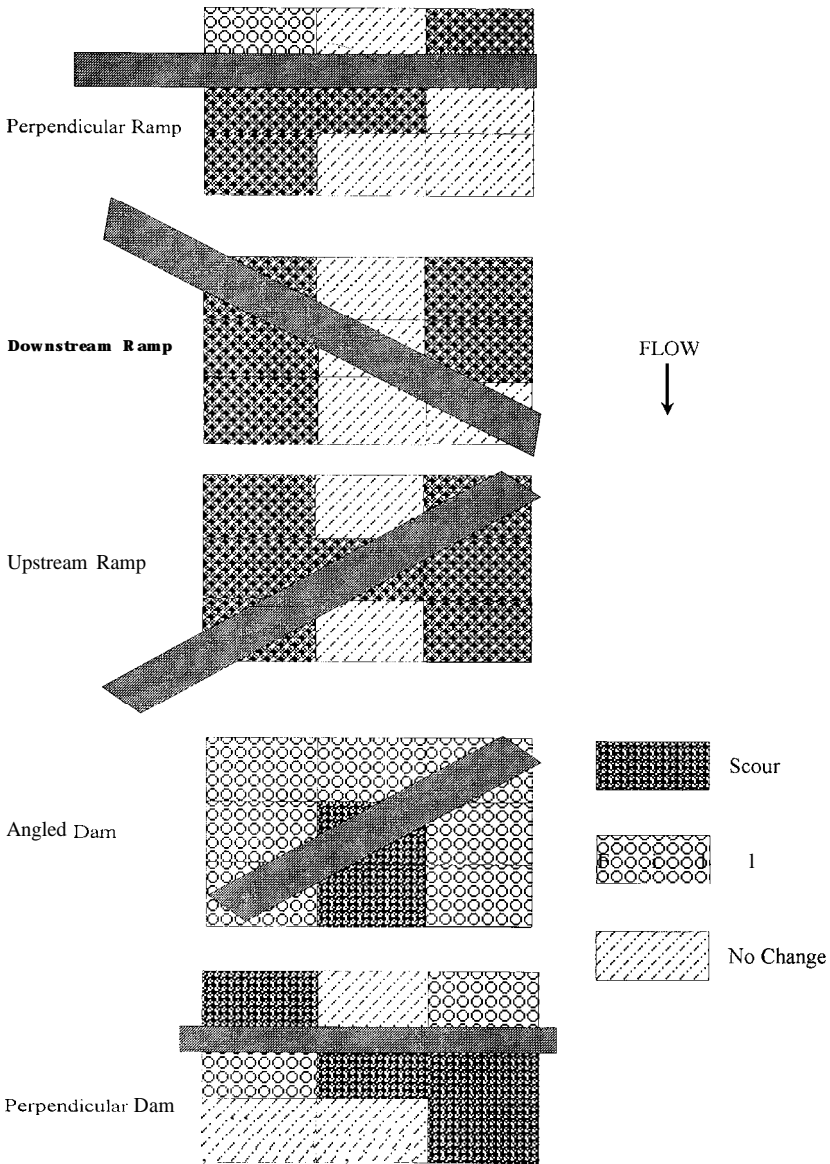 Perpendicular Ramp
Downstream Ramp
FLOW
Upstream Ramp
Angled Dam
Scour
F i l l
No Change
Perpendicular Dam